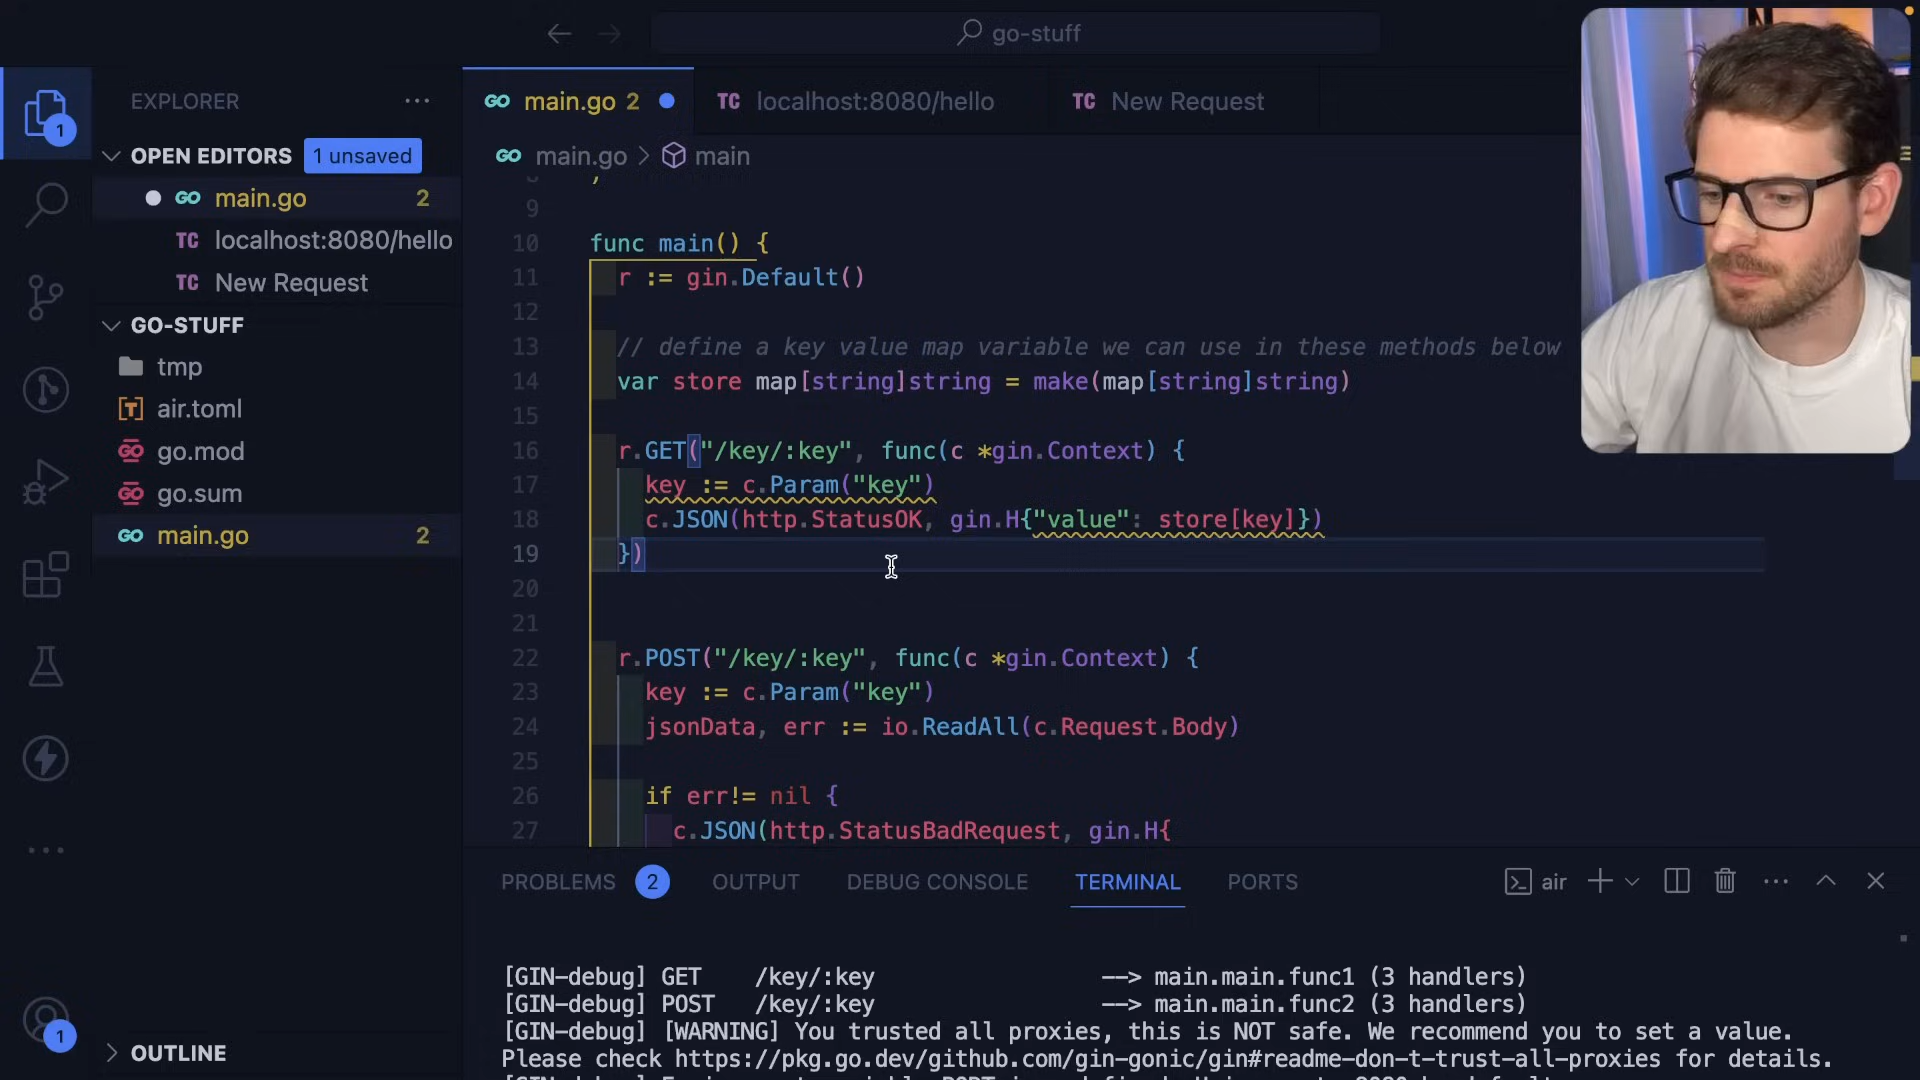 go-stuff
EXPLORER
OPEN EDITORS 1 unsaved
main.go 2
localhost:8080/hello
New Request
GO-STUFF
tmp
air.toml
go.mod
go.sum
main.go 2
OUTLINE
1
1
main.go 2
TC localhost:8080/hello
TC New Request
main.go > main
9
10 func main() {
11 r := gin.Default()
12
13 // define a key value map variable we can use in these methods below
14 var store map[string]string = make(map[string]string)
15
16 r.GET("/key/:key", func(c *gin.Context) {
17 key := c.Param("key")
18 c.JSON(http.StatusOK, gin.H{"value": store[key]})
19 })
20
21
22 r.POST("/key/:key", func(c *gin.Context) {
23 key := c.Param("key")
24 jsonData, err := io.ReadAll(c.Request.Body)
25
26 if err!= nil {
27 c.JSON(http.StatusBadRequest, gin.H{
PROBLEMS 2 OUTPUT DEBUG CONSOLE TERMINAL PORTS air
[GIN-debug] GET /key/:key --> main.main.func1 (3 handlers)
[GIN-debug] POST /key/:key --> main.main.func2 (3 handlers)
[GIN-debug] [WARNING] You trusted all proxies, this is NOT safe. We recommend you to set a value.
Please check https://pkg.go.dev/github.com/gin-gonic/gin#readme-don-t-trust-all-proxies for details.